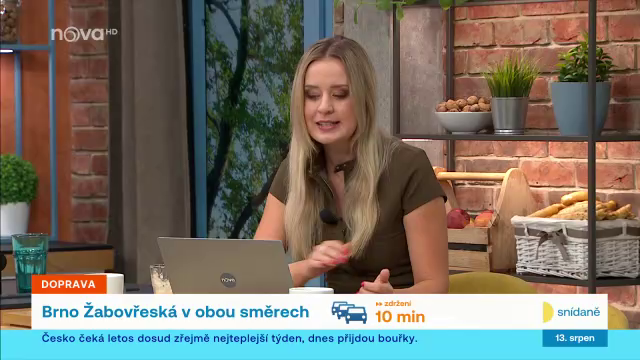 nova HD
DOPRAVA
Brno Žabovřeská v obou směrech
zdržení
10 min
snídaně
Česko čeká letos dosud zřejmě nejteplejší týden, dnes přijdou bouřky.
13. srpen